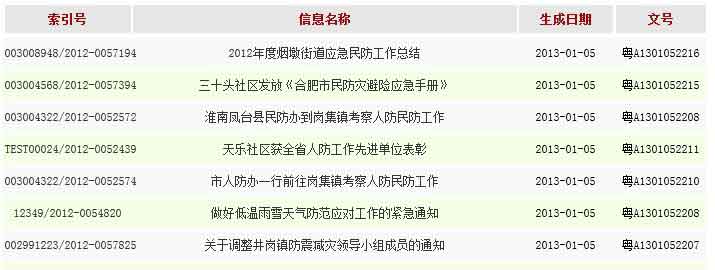 索引号 信息名称 生成日期 文号
003008948/2012-0057194 2012年度烟墩街道应急民防工作总结 2013-01-05 粤A1301052216
003004568/2012-0057394 三十头社区发放《合肥市民防灾避险应急手册》 2013-01-05 粤A1301052215
003004322/2012-0052572 淮南凤台县民防办到岗集镇考察人防民防工作 2013-01-05 粤A1301052208
TEST00024/2012-0052439 天乐社区获全省人防工作先进单位表彰 2013-01-05 粤A1301052211
003004322/2012-0052574 市人防办一行前往岗集镇考察人防民防工作 2013-01-05 粤A1301052210
12349/2012-0054820 做好低温雨雪天气防范应对工作的紧急通知 2013-01-05 粤A1301052208
002991223/2012-0057825 关于调整井岗镇防震减灾领导小组成员的通知 2013-01-05 粤A1301052207